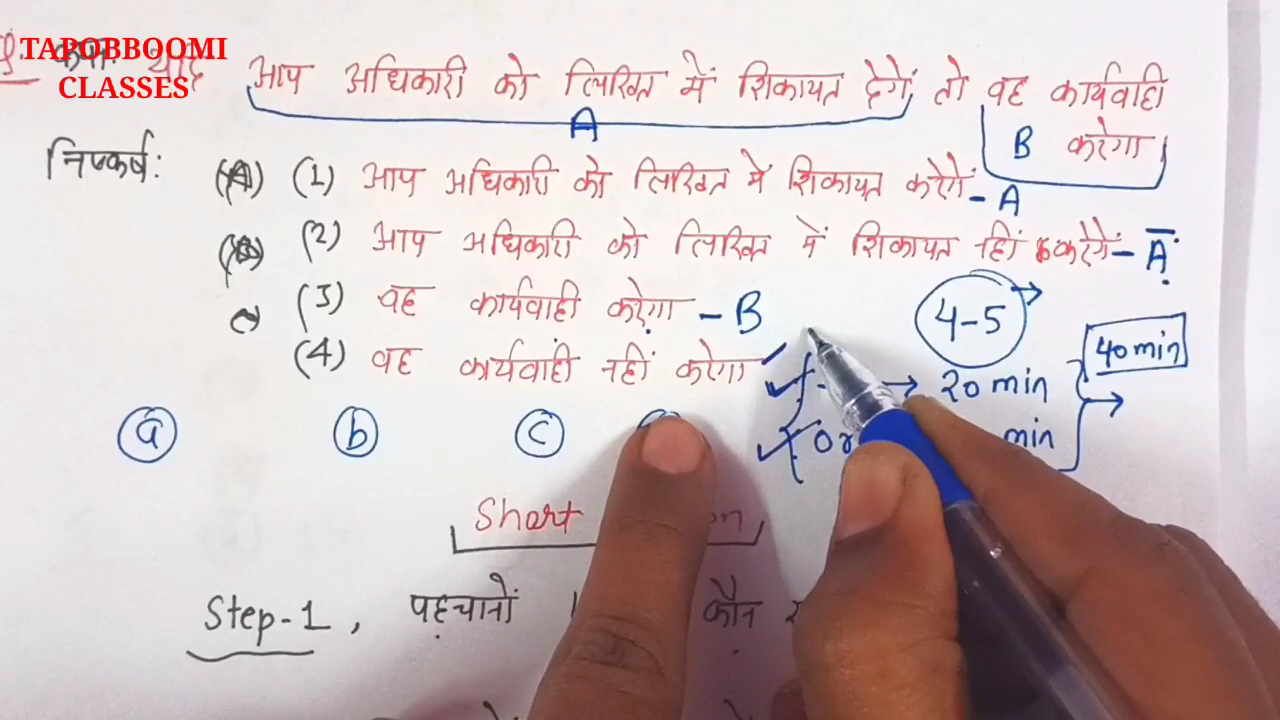 TAPOBBOOMI
CLASSES
आप अधिकारी को लिखित में शिकायत देगें तो वह कार्यवाही
A
B करेगा
निष्कर्ष:
(A) (1) आप अधिकारी को लिखित में शिकायत करेगें - A
(B) (2) आप अधिकारी को लिखित में शिकायत नहीं करेगें - A
(3) वह कार्यवाही करेगा - B
(4) वह कार्यवाही नहीं करेगा
4-5
40 min
20 min
min
a b c
Short
Step-1, पहचानों कौन